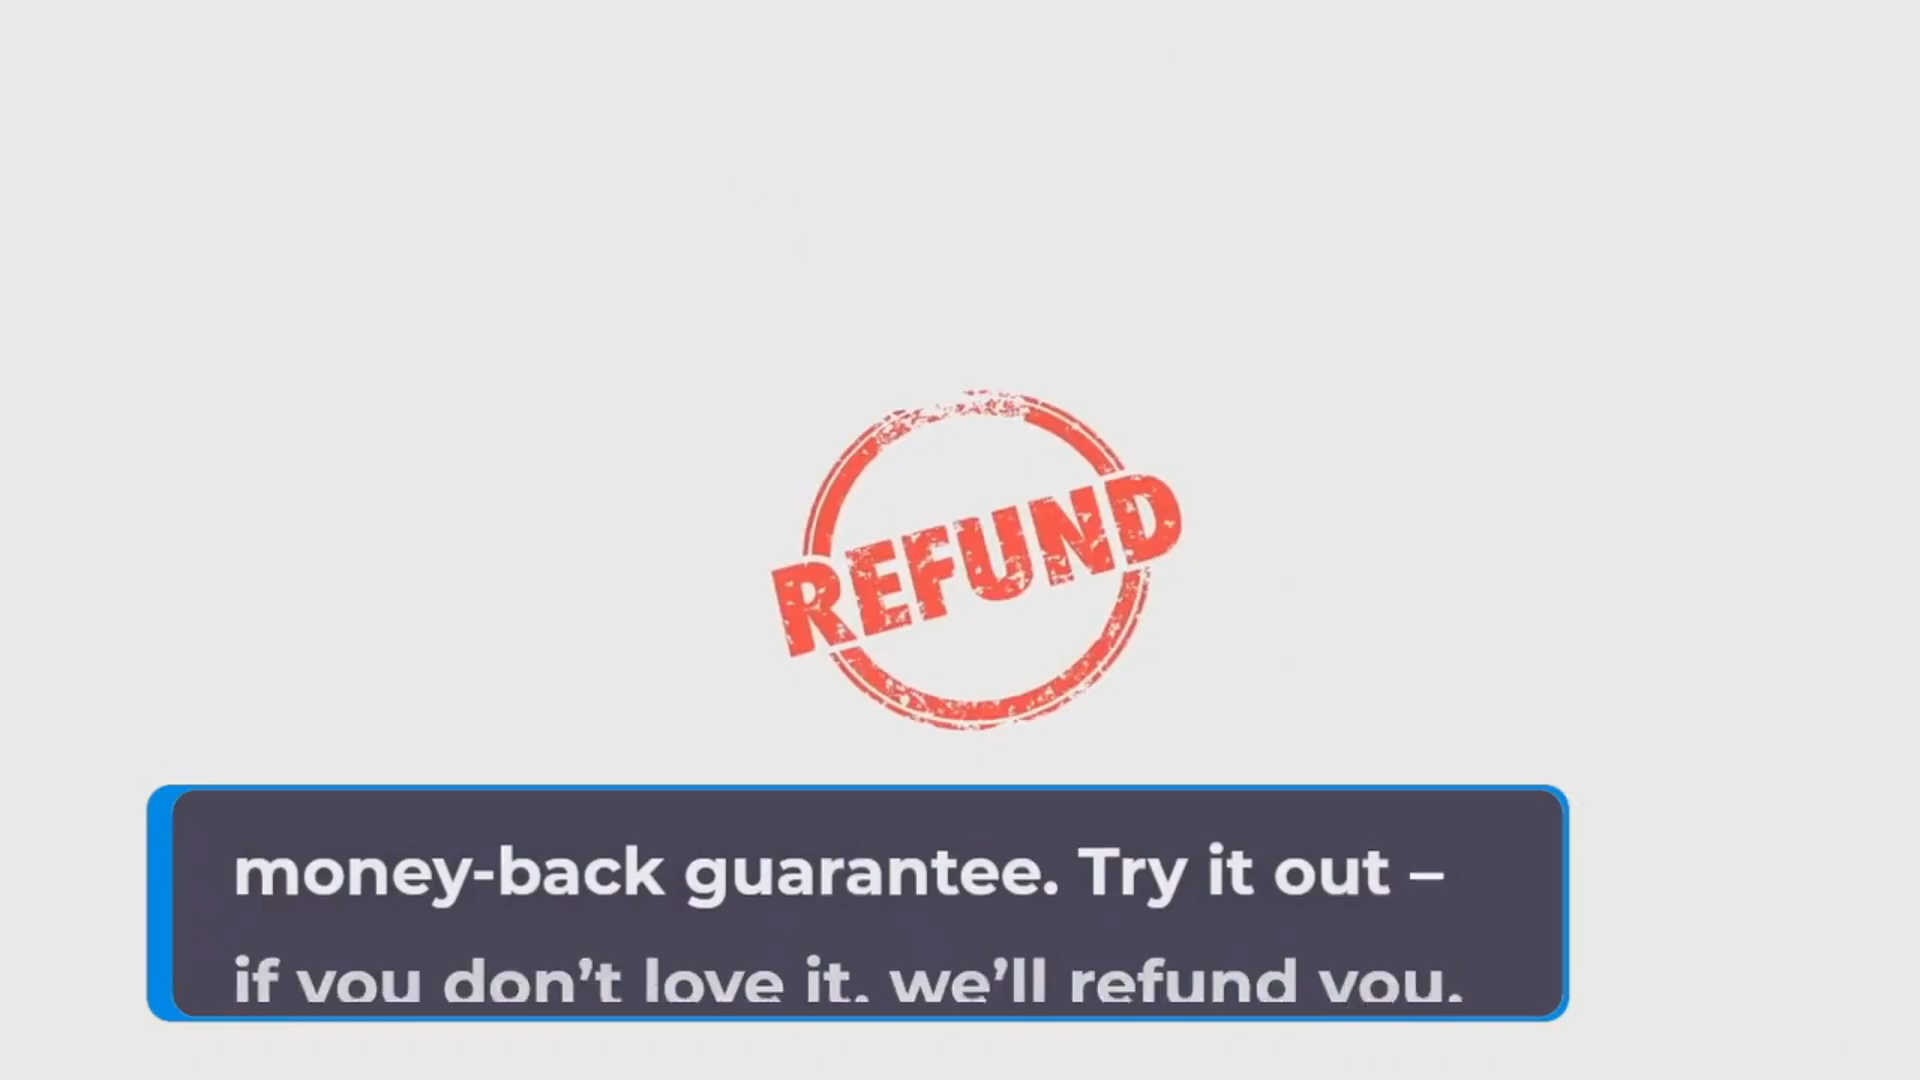 REFUND
money-back guarantee. Try it out –
if you don’t love it, we’ll refund you.